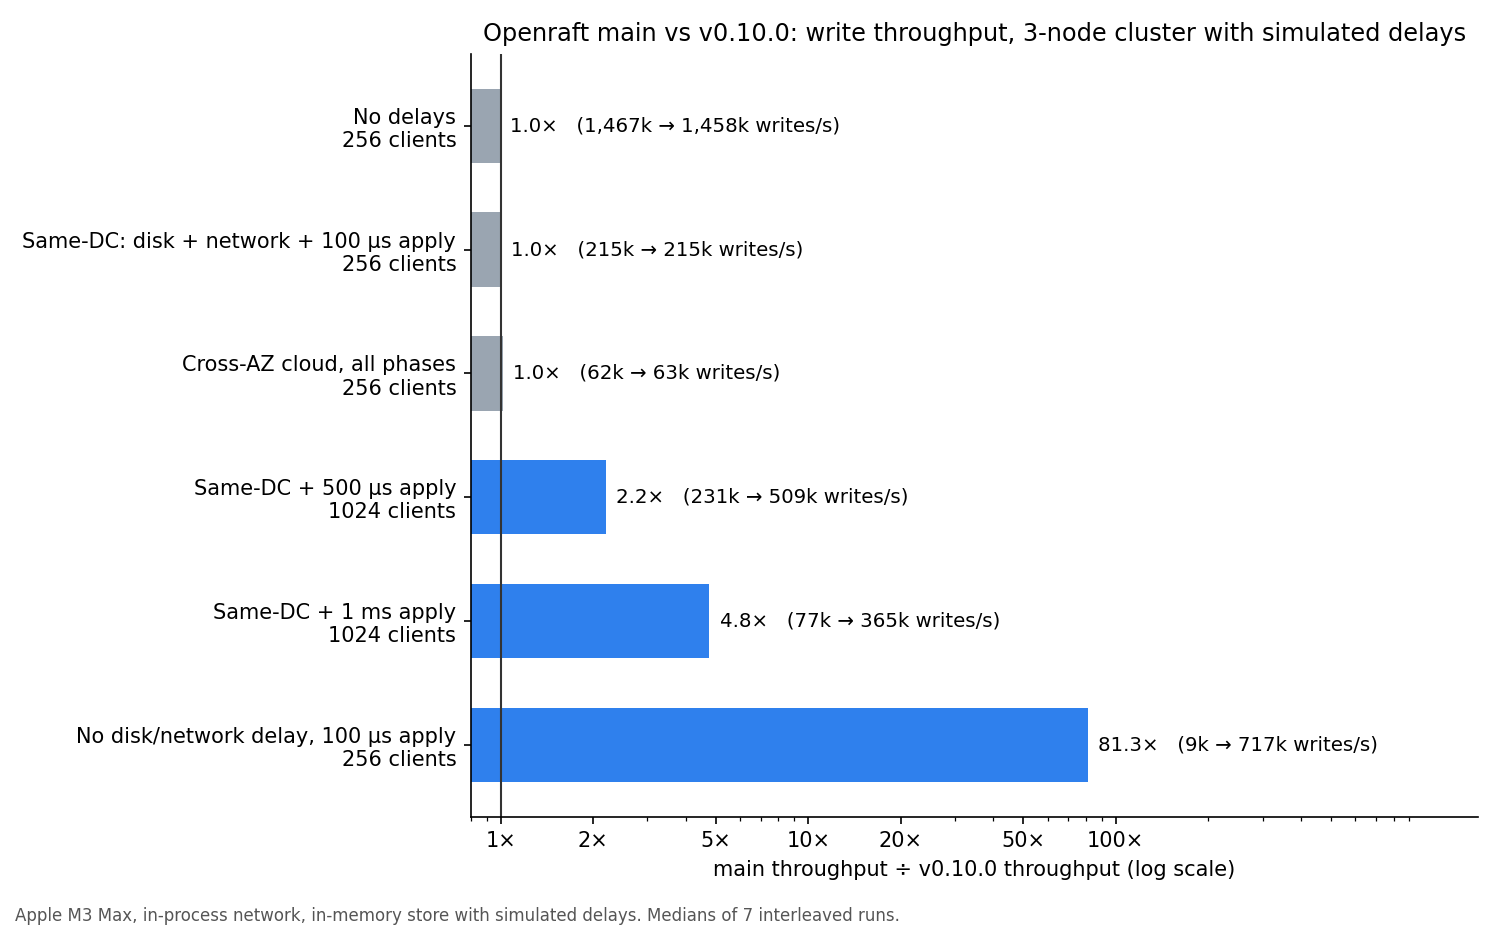 Openraft main vs v0.10.0: write throughput, 3-node cluster with simulated delays
No delays
256 clients
1.0× (1,467k → 1,458k writes/s)
Same-DC: disk + network + 100 µs apply
256 clients
1.0× (215k → 215k writes/s)
Cross-AZ cloud, all phases
256 clients
1.0× (62k → 63k writes/s)
Same-DC + 500 µs apply
1024 clients
2.2× (231k → 509k writes/s)
Same-DC + 1 ms apply
1024 clients
4.8× (77k → 365k writes/s)
No disk/network delay, 100 µs apply
256 clients
81.3× (9k → 717k writes/s)
1× 2× 5× 10× 20× 50× 100×
main throughput ÷ v0.10.0 throughput (log scale)
Apple M3 Max, in-process network, in-memory store with simulated delays. Medians of 7 interleaved runs.